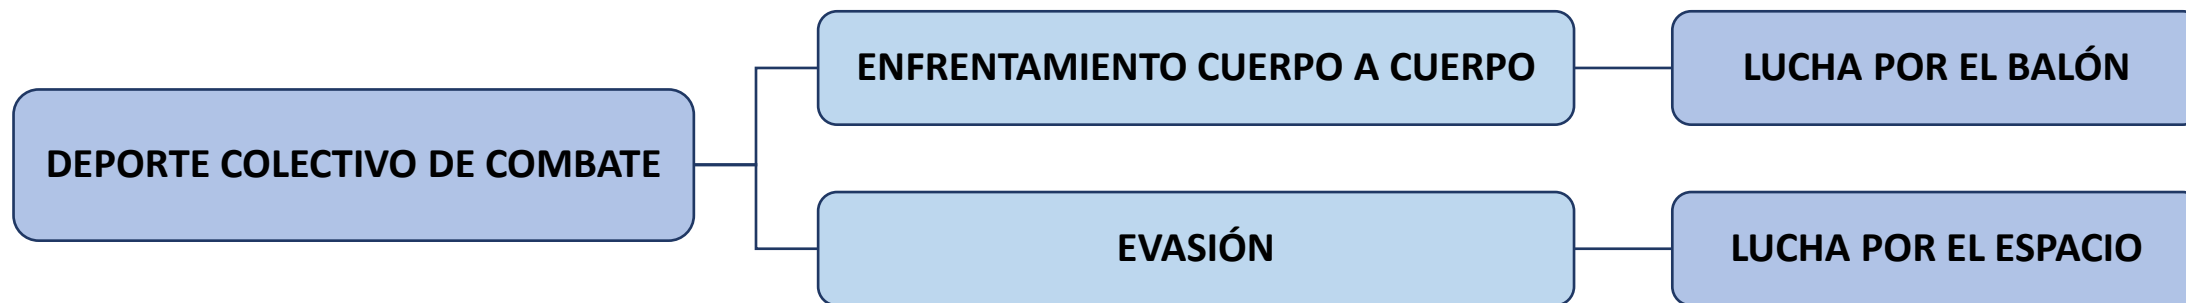 ENFRENTAMIENTO CUERPO A CUERPO
LUCHA POR EL BALÓN
DEPORTE COLECTIVO DE COMBATE
EVASIÓN
LUCHA POR EL ESPACIO